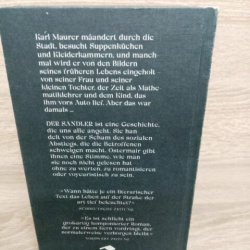 Karl Maurer mäandert durch die
Stadt, besucht Suppenküchen
und Kleiderkammern, und manch-
mal wird er von den Bildern
seines früheren Lebens eingeholt
von seiner Frau und seiner
kleinen Tochter, der Zeit als Mathe
matiklehrer und dem Kind, das
ihm vors Auto lief. Aber das war
damals ...
DER SANDLER ist eine Geschichte,
die uns alle angeht. Sie han-
delt von der Scham des sozialen
Abstiegs, die die Betroffenen
schweigen macht. Ostermair gibt
ihnen eine Stimme, wie man
sie noch nicht gelesen hat
ohne zu werten, zu romantisieren
oder voyeuristisch zu sein.
»Wann hätte je ein literarischer
Text das Leben auf der Straße der
art tief beleuchtet?«
»Es ist schlicht ein
großartig komponierter Roman,
der zu einem Kern vordringt, der
normalerweise verborgen bleibt«